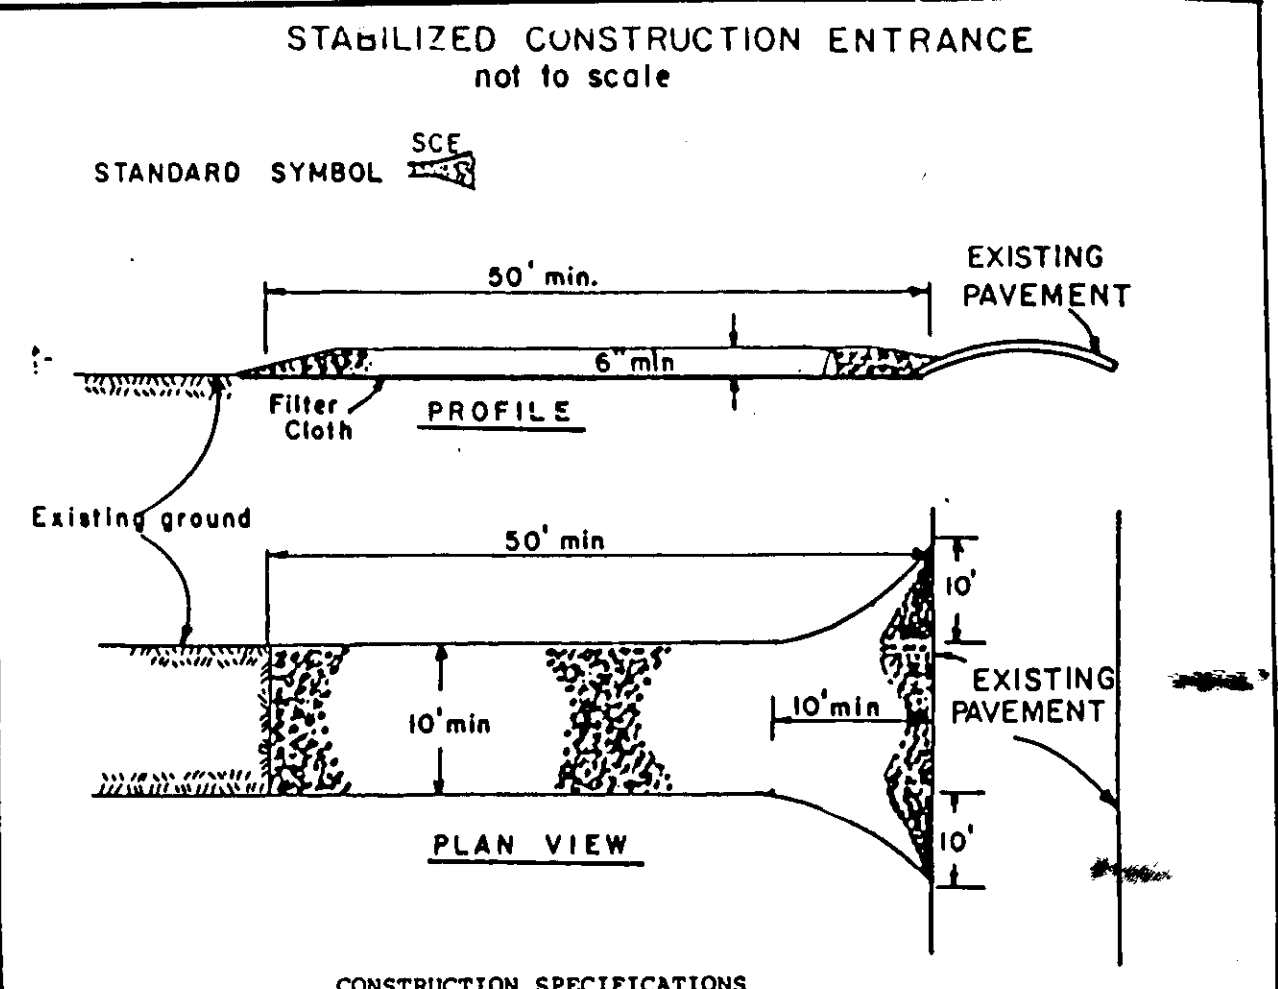 STABILIZED CONSTRUCTION ENTRANCE
not to scale
SCE
STANDARD SYMBOL
50' min.
EXISTING
PAVEMENT
6" min
Filter
Cloth
PROFILE
Existing ground
50' min
10'
10' min
10' min
EXISTING
PAVEMENT
10'
PLAN VIEW
CONSTRUCTION SPECIFICATIONS